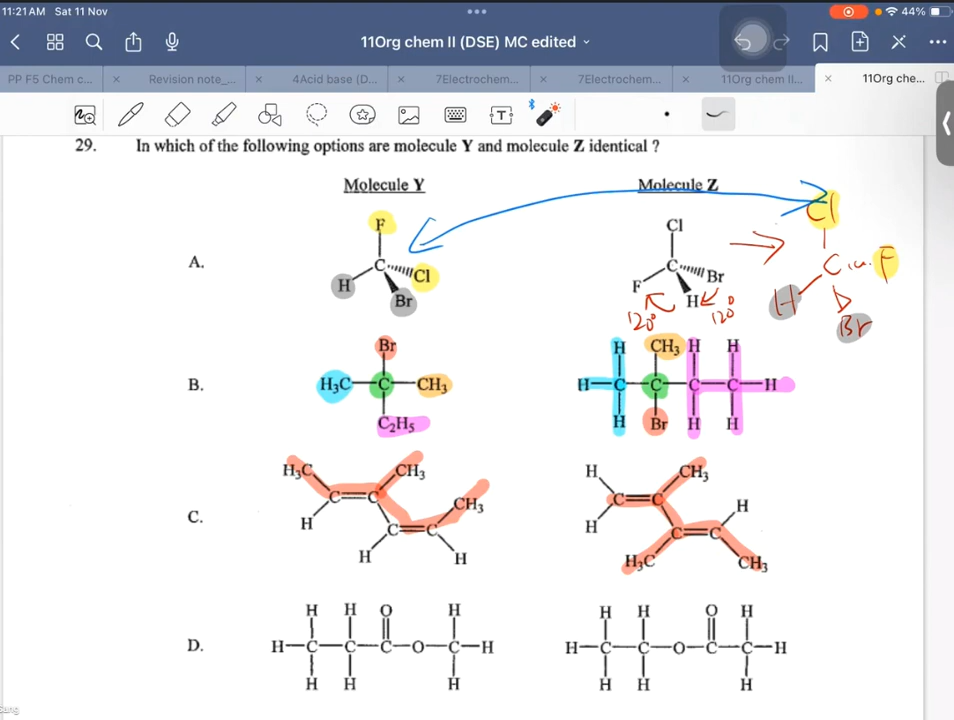 11:21AM Sat 11 Nov
44%
11Org chem II (DSE) MC edited
PP F5 Chem c...
Revision note_...
4Acid base (D...
7Electrochem...
7Electrochem...
11Org chem II...
11Org che...
T
29. In which of the following options are molecule Y and molecule Z identical ?
Molecule Y Molecule Z
A.
F
C
H
Cl
Br
Cl
C
F
Br
H
120°
120°
Cl
C
F
H
Br
B.
Br
H₃C—C—CH₃
C₂H₅
H CH₃ H H
H—C—C—C—C—H
H Br H H
C.
H₃C CH₃
C=C CH₃
H C=C
H H
H CH₃
C=C H
H C=C
H₃C CH₃
D.
H H O H
H—C—C—C—O—C—H
H H H
H H O H
H—C—C—O—C—C—H
H H H